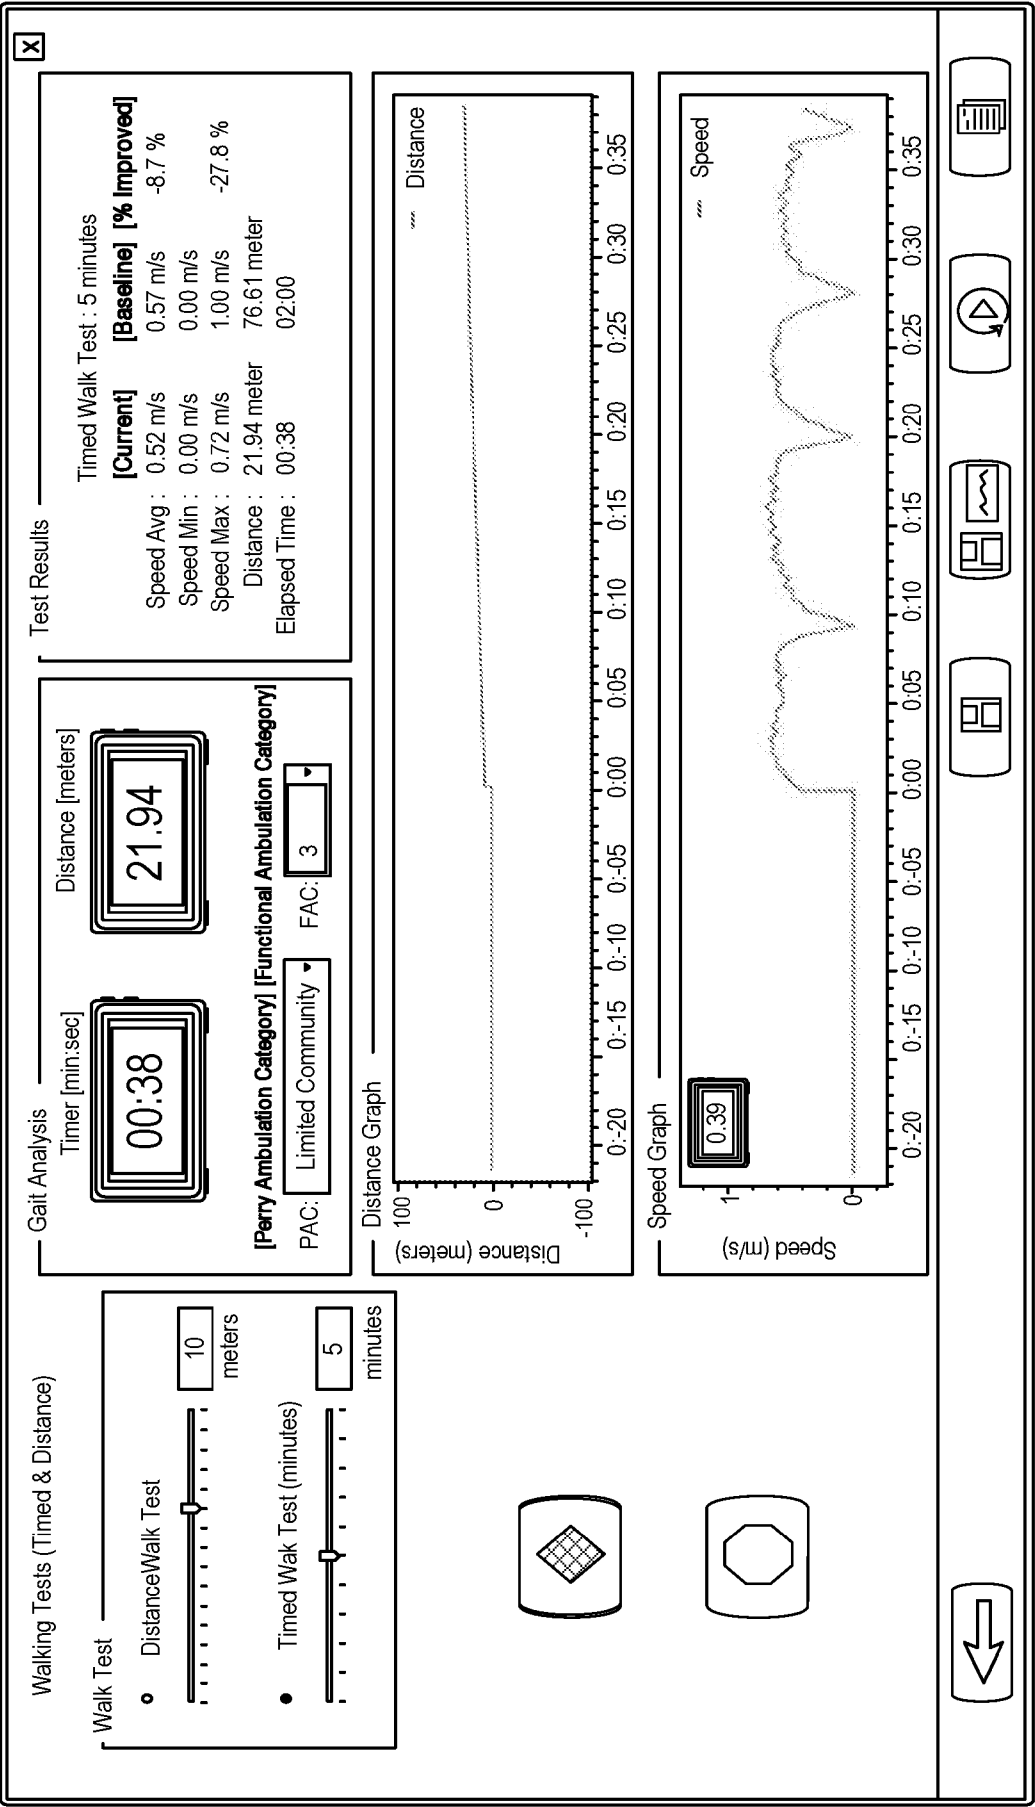 X
Walking Tests (Timed & Distance)
Walk Test
DistanceWalk Test
10
meters
Timed Wak Test (minutes)
5
minutes
Gait Analysis
Timer [min:sec]
Distance [meters]
00:38
21.94
[Perry Ambulation Category] [Functional Ambulation Category]
PAC: Limited Community FAC: 3
Test Results
Timed Walk Test : 5 minutes
[Current] [Baseline] [% Improved]
Speed Avg : 0.52 m/s 0.57 m/s -8.7 %
Speed Min : 0.00 m/s 0.00 m/s
Speed Max : 0.72 m/s 1.00 m/s -27.8 %
Distance : 21.94 meter 76.61 meter
Elapsed Time : 00:38 02:00
Distance Graph
Distance (meters)
100
0
-100
Distance
0:-20 0:-15 0:-10 0:-05 0:00 0:05 0:10 0:15 0:20 0:25 0:30 0:35
Speed Graph
0.39
Speed (m/s)
1
0
Speed
0:-20 0:-15 0:-10 0:-05 0:00 0:05 0:10 0:15 0:20 0:25 0:30 0:35